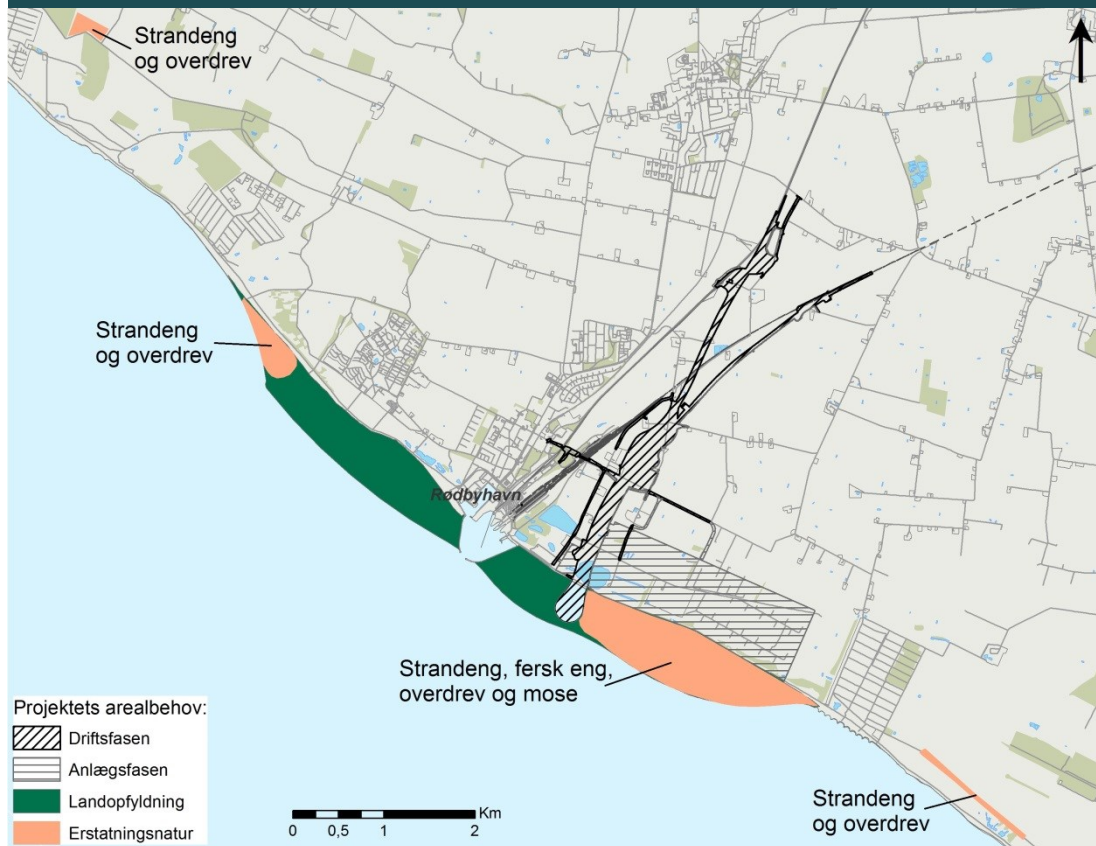 Strandeng
og overdrev
Strandeng
og overdrev
Rødbyhavn
Strandeng, fersk eng,
overdrev og mose
Strandeng
og overdrev
Projektets arealbehov:
Driftsfasen
Anlægsfasen
Landopfyldning
Erstatningsnatur
Km
0 0,5 1 2